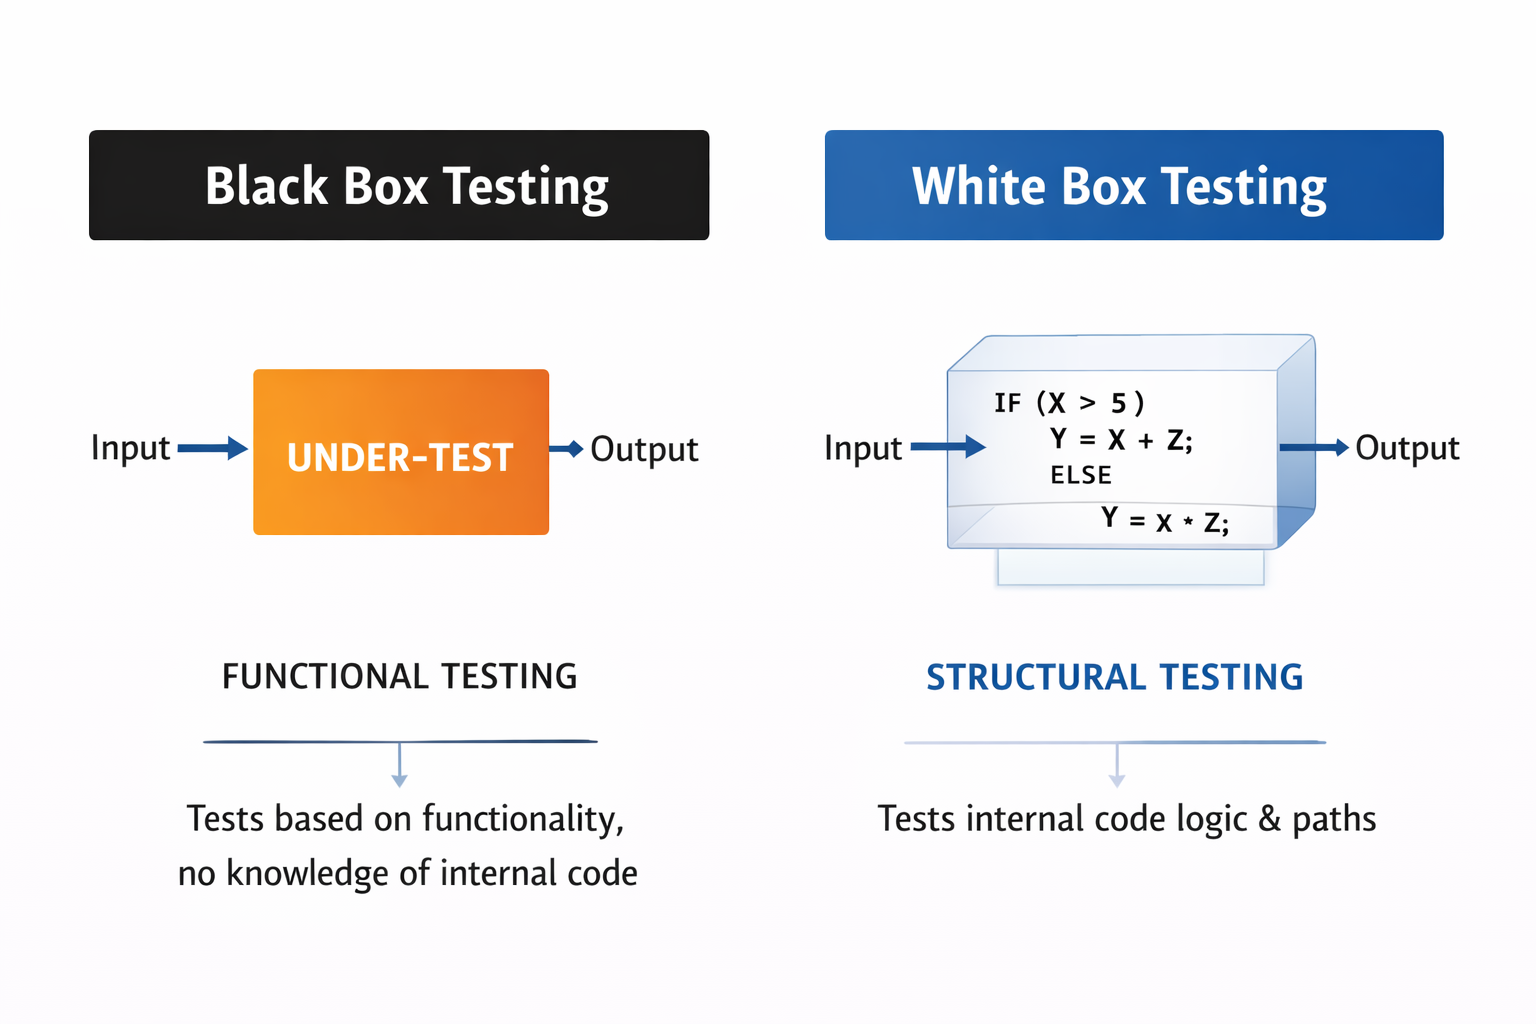 Black Box Testing
Input
UNDER-TEST
Output
FUNCTIONAL TESTING
Tests based on functionality,
no knowledge of internal code
White Box Testing
Input
IF (X > 5)
Y = X + Z;
ELSE
Y = X * Z;
Output
STRUCTURAL TESTING
Tests internal code logic & paths